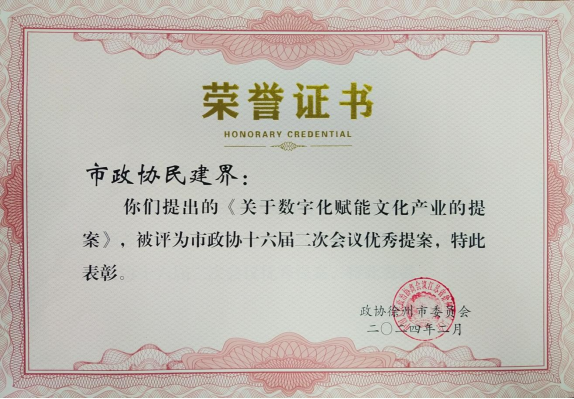 荣誉证书
HONORARY CREDENTIAL
市政协民建界：
你们提出的《关于数字化赋能文化产业的提
案》，被评为市政协十六届二次会议优秀提案，特此
表彰。
政协徐州市委员会
二〇二四年二月